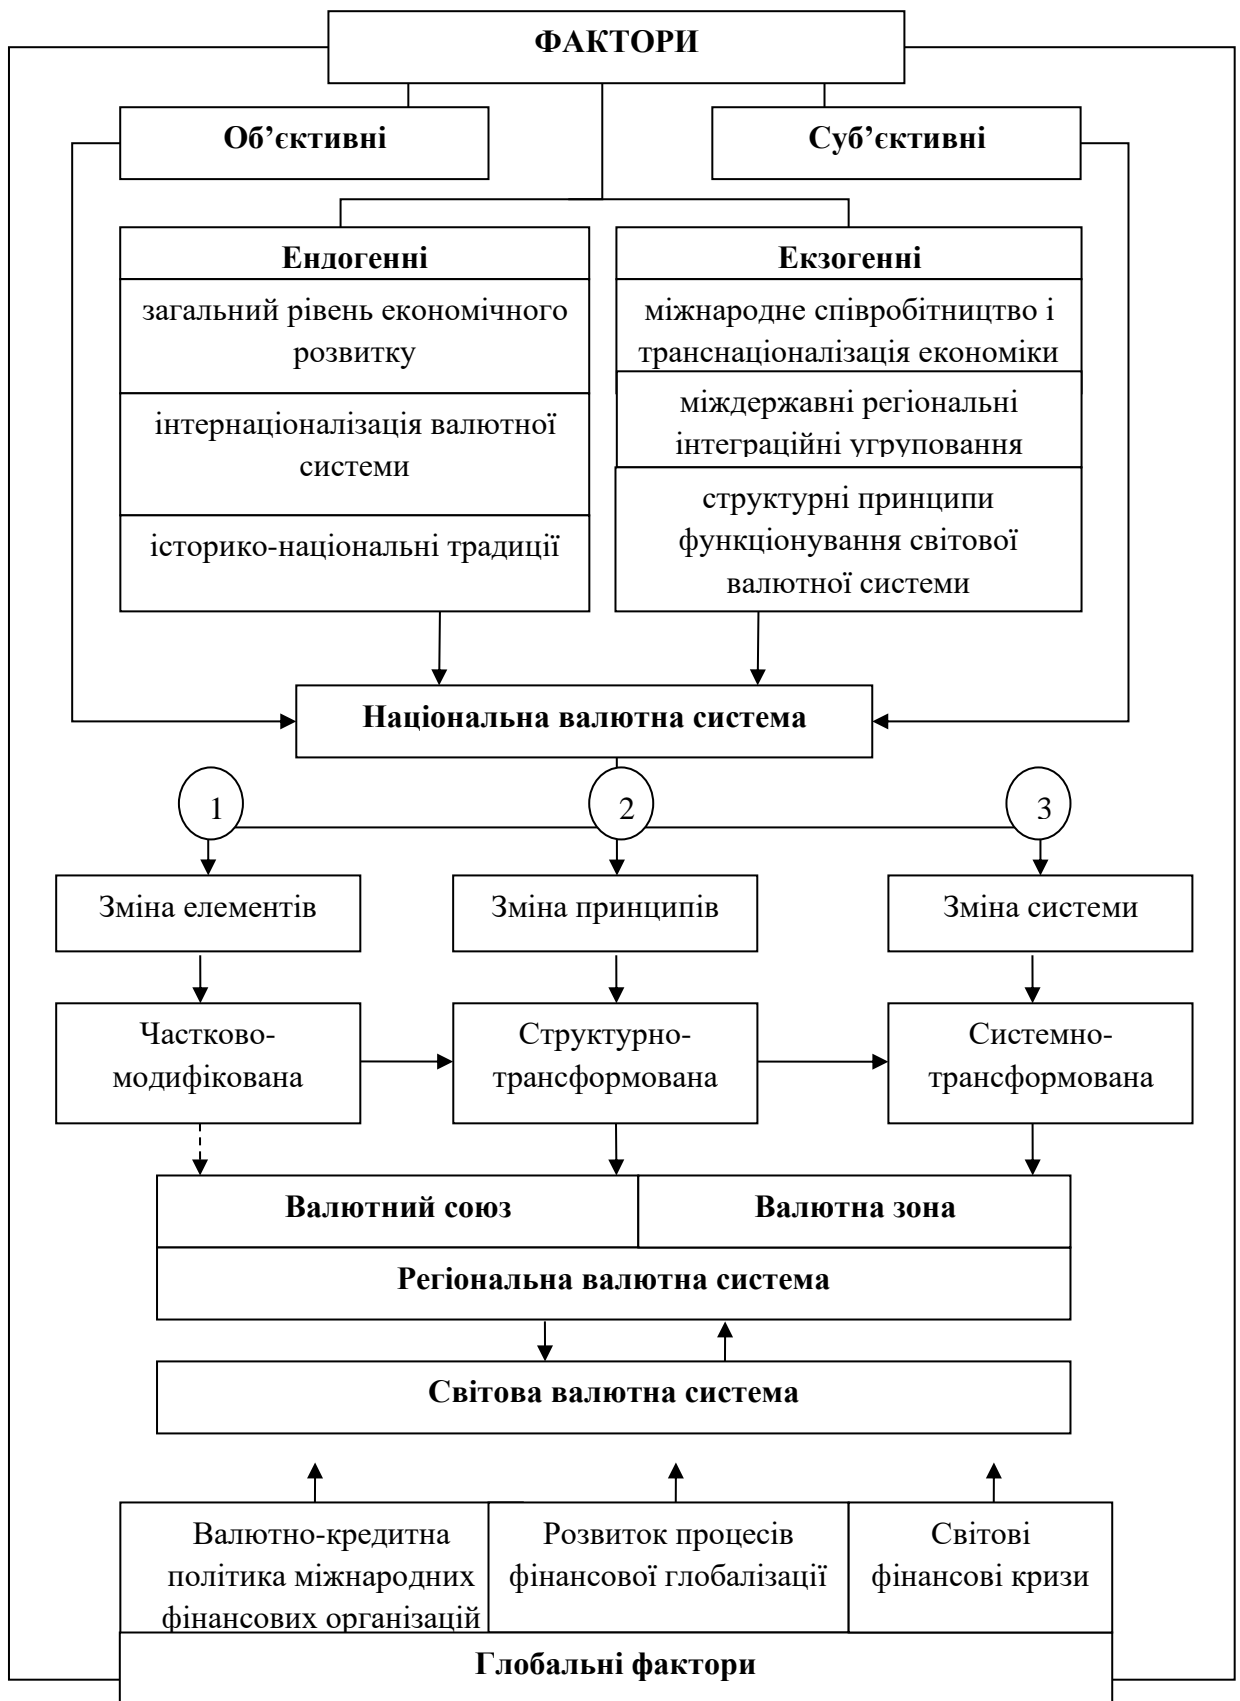 ФАКТОРИ
Об’єктивні
Суб’єктивні
Ендогенні
загальний рівень економічного
розвитку
інтернаціоналізація валютної
системи
історико-національні традиції
Екзогенні
міжнародне співробітництво і
транснаціоналізація економіки
міждержавні регіональні
інтеграційні угруповання
структурні принципи
функціонування світової
валютної системи
Національна валютна система
1
2
3
Зміна елементів
Зміна принципів
Зміна системи
Частково-
модифікована
Структурно-
трансформована
Системно-
трансформована
Валютний союз
Валютна зона
Регіональна валютна система
Світова валютна система
Валютно-кредитна
політика міжнародних
фінансових організацій
Розвиток процесів
фінансової глобалізації
Світові
фінансові кризи
Глобальні фактори